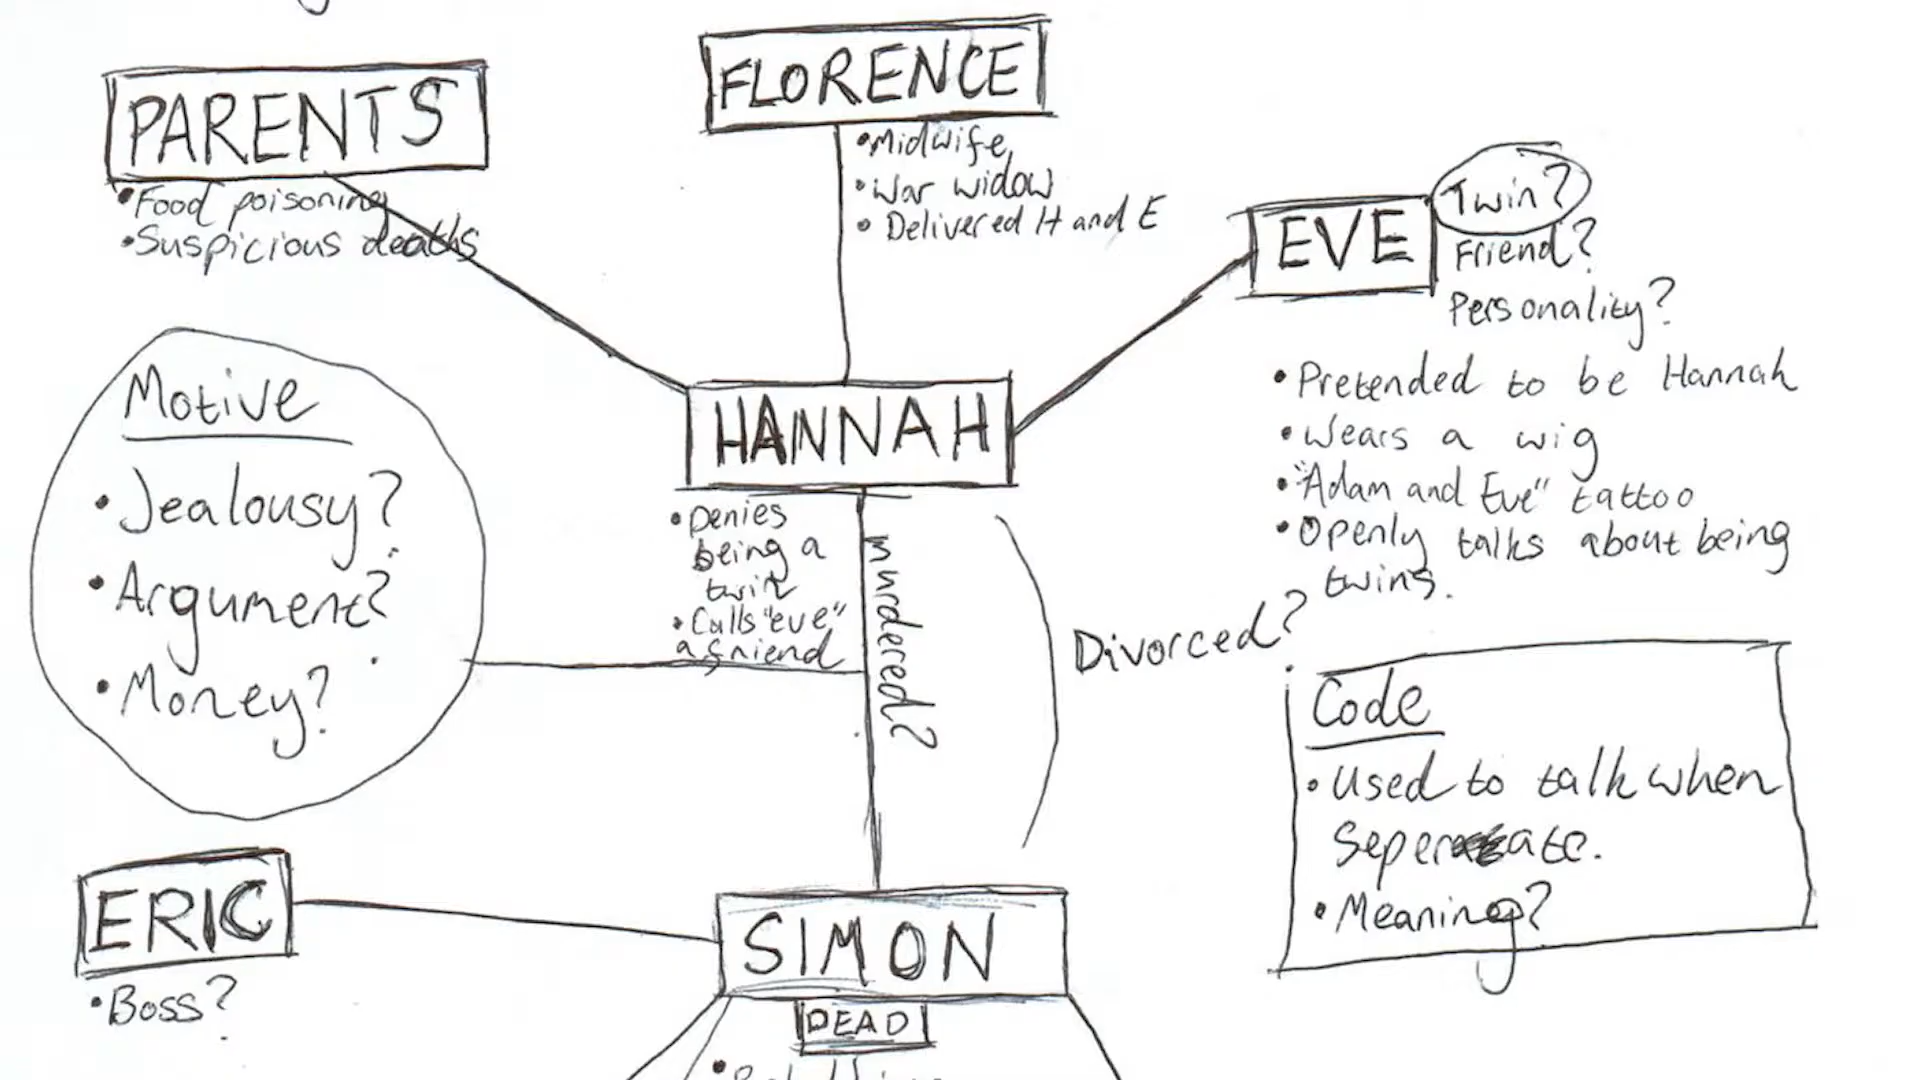 PARENTS
•Food poisoning
•Suspicious deaths
FLORENCE
•Midwife
•War widow
• Delivered H and E
EVE
Twin?
Friend?
Personality?
• Pretended to be Hannah
•Wears a wig
•"Adam and Eve" tattoo
•Openly talks about being
twins.
Motive
•Jealousy?
•Argument?
•Money?
HANNAH
•Denies
being a
twin
•Calls "eve"
a friend
murdered?
Divorced?
Code
•Used to talk when
Seperate.
•Meaning?
ERIC
•Boss?
SIMON
DEAD